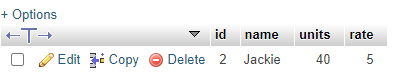 + Options
id name units rate
Edit Copy Delete 2 Jackie 40 5